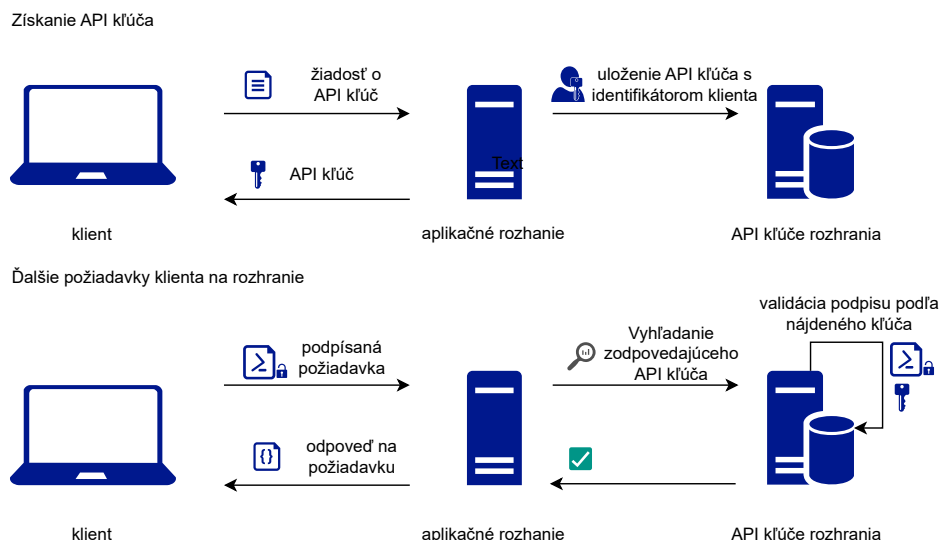 Získanie API kľúča
žiadosť o
API kľúč
uloženie API kľúča s
identifikátorom klienta
Text
API kľúč
klient
aplikačné rozhanie
API kľúče rozhrania
Ďalšie požiadavky klienta na rozhranie
validácia podpisu podľa
nájdeného kľúča
podpísaná
požiadavka
Vyhľadanie
zodpovedajúceho
API kľúča
odpoveď na
požiadavku
klient
aplikačné rozhanie
API kľúče rozhrania